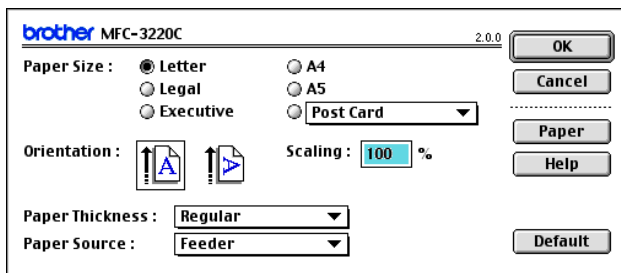 brother MFC-3220C 2.0.0
OK
Paper Size : Letter A4
Legal A5
Cancel
Executive Post Card
Paper
Orientation : A A Scaling : 100 %
Help
Paper Thickness : Regular
Paper Source : Feeder
Default